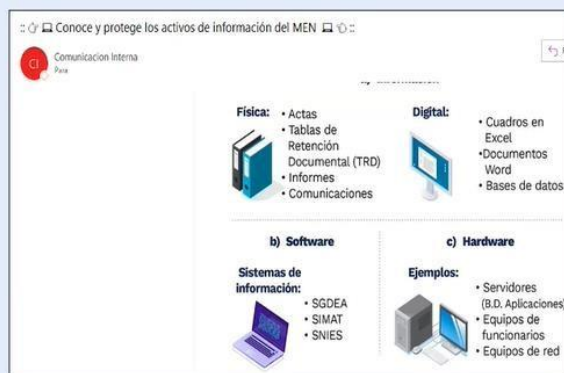 :: Conoce y protege los activos de información del MEN ::
CI
Comunicacion Interna
Para
Física:
• Actas
• Tablas de
Retención
Documental (TRD)
• Informes
• Comunicaciones
Digital:
• Cuadros en
Excel
•Documentos
Word
• Bases de datos
b) Software
Sistemas de
información:
• SGDEA
• SIMAT
• SNIES
c) Hardware
Ejemplos:
• Servidores
(B.D. Aplicaciones)
• Equipos de
funcionarios
• Equipos de red